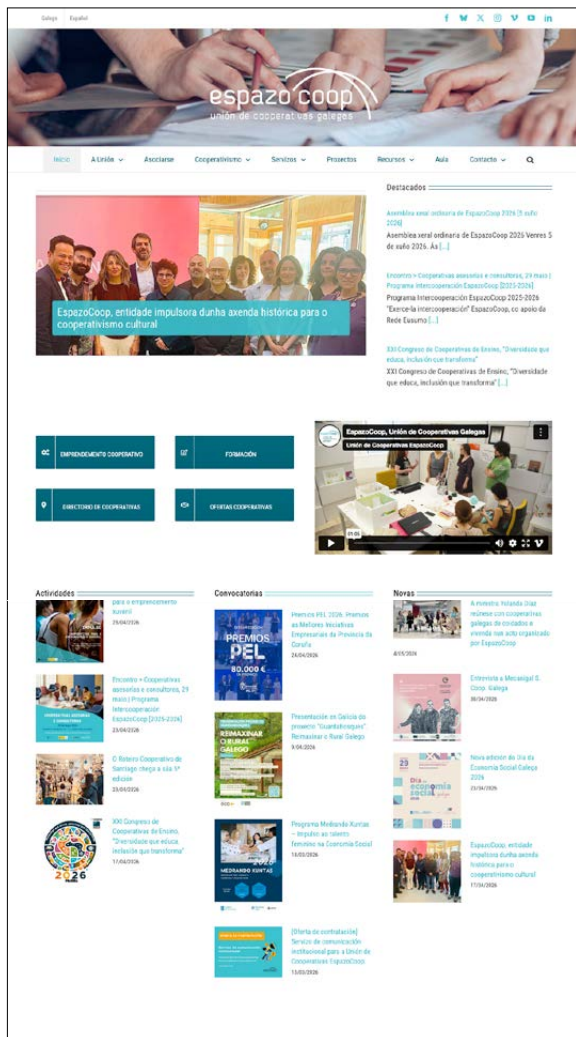 Galego Español
espazo coop
unión de cooperativas galegas
Inicio A Unión Asociarse Cooperativismo Servizos Proxectos Recursos Aula Contacto
EspazoCoop, entidade impulsora dunha axenda histórica para o
cooperativismo cultural
Destacados
Asemblea xeral ordinaria de EspazoCoop 2026 [5 xuño
2026]
Asemblea xeral ordinaria de EspazoCoop 2026 Venres 5
de xuño 2026. Ás [...]
Encontro > Cooperativas asesorías e consultoras, 29 maio |
Programa Intercooperación EspazoCoop [2025-2026]
Programa Intercooperación EspazoCoop 2025-2026
"Exerce-la intercooperación" EspazoCoop, co apoio da
Rede Eusumo [...]
XXI Congreso de Cooperativas de Ensino, "Diversidade que
educa, inclusión que transforma"
XXI Congreso de Cooperativas de Ensino, "Diversidade
que educa, inclusión que transforma" [...]
EMPRENDEMENTO COOPERATIVO
FORMACIÓN
DIRECTORIO DE COOPERATIVAS
OFERTAS COOPERATIVAS
EspazoCoop, Unión de Cooperativas Galegas
Unión de Cooperativas EspazoCoop
05:05
Actividades
para o emprendemento
xuvenil
23/04/2026
Encontro > Cooperativas
asesorías e consultoras, 29
maio | Programa
Intercooperación
EspazoCoop [2025-2026]
23/04/2026
O Roteiro Cooperativo de
Santiago chega a súa 5ª
edición
23/04/2026
XXI Congreso de
Cooperativas de Ensino,
"Diversidade que educa,
inclusión que transforma"
17/04/2026
2026
Convocatorias
PREMIOS
PEL
80.000 €
Premios PEL 2026. Premios
ás Mellores Iniciativas
Empresariais da Provincia da
Coruña
24/04/2026
REIMAXINAR
O RURAL
GALEGO
Presentación en Galicia do
proxecto "Guardabosques".
Reimaxinar o Rural Galego
9/04/2026
2026
MEDRANDO XUNTAS
Programa Medrando Xuntas
– Impulso ao talento
feminino na Economía Social
18/03/2026
[Oferta de contratación]
Servizo de comunicación
institucional para a Unión de
Cooperativas EspazoCoop
13/03/2026
Novas
A ministra Yolanda Díaz
reúnese con cooperativas
galegas de coidados e
vivenda nun acto organizado
por EspazoCoop
4/05/2026
Entrevista a Mecanigal S.
Coop. Galega
30/04/2026
29
Día da
economía
social galega
2026
Nova edición do Día da
Economía Social Galega
2026
23/04/2026
EspazoCoop, entidade
impulsora dunha axenda
histórica para o
cooperativismo cultural
17/04/2026